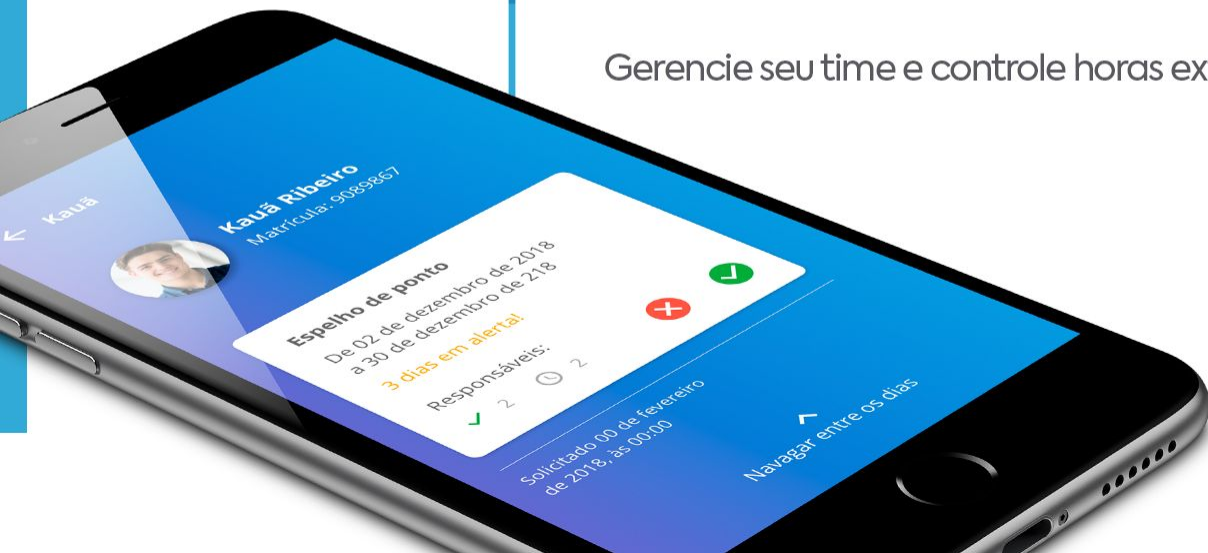 Gerencie seu time e controle horas ex
Kauã
Kauã Ribeiro
Matrícula: 9089867
Espelho de ponto
De 02 de dezembro de 2018
a 30 de dezembro de 218
3 dias em alerta!
Responsáveis:
2 2
Solicitado 00 de fevereiro
de 2018, às 00:00
Navagar entre os dias